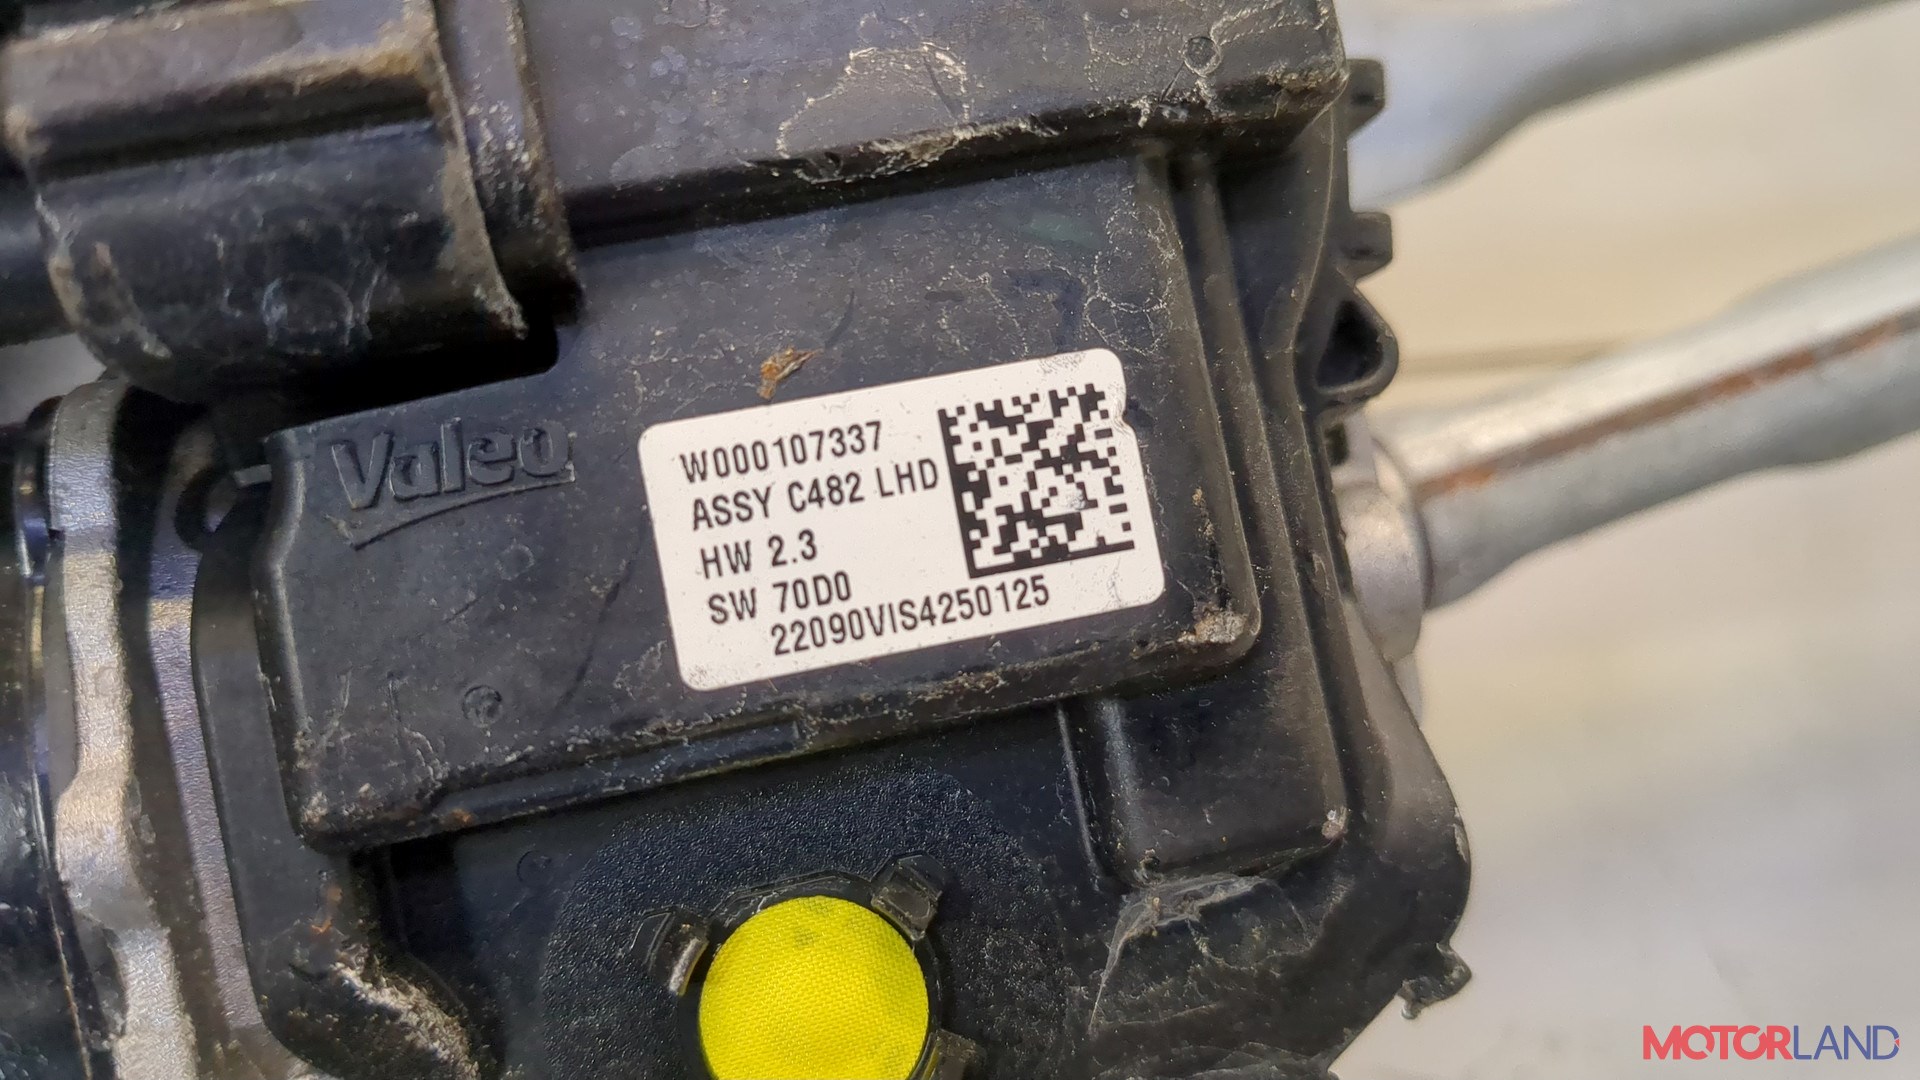 Valeo
W000107337
ASSY C482 LHD
HW 2.3
SW 70D0
22090VIS4250125
MOTORLAND